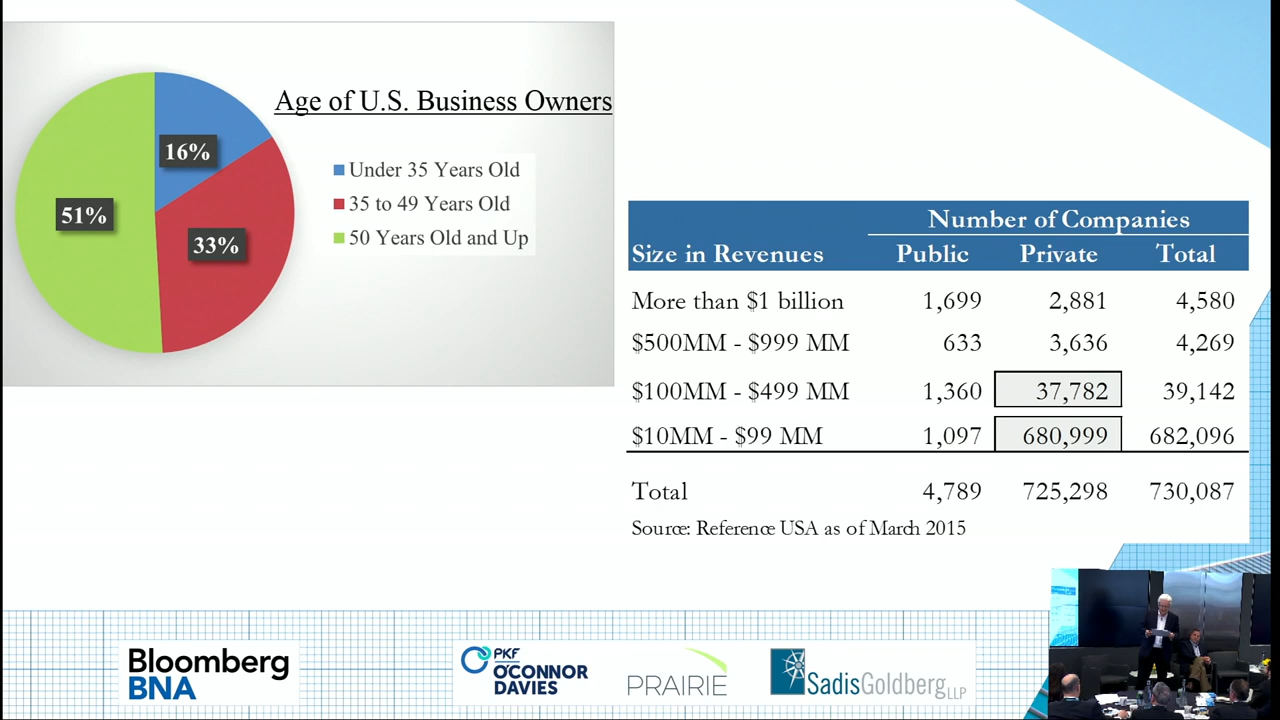 Age of U.S. Business Owners
16%
51%
33%
Under 35 Years Old
35 to 49 Years Old
50 Years Old and Up
Number of Companies
Size in Revenues Public Private Total
More than $1 billion 1,699 2,881 4,580
$500MM - $999 MM 633 3,636 4,269
$100MM - $499 MM 1,360 37,782 39,142
$10MM - $99 MM 1,097 680,999 682,096
Total 4,789 725,298 730,087
Source: Reference USA as of March 2015
Bloomberg
BNA
PKF
O'CONNOR
DAVIES
PRAIRIE
SadisGoldberg LLP